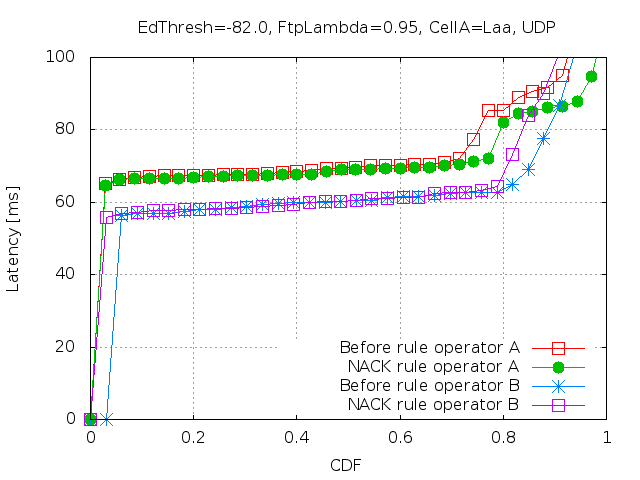 EdThresh=-82.0, FtpLambda=0.95, CellA=Laa, UDP
100
80
60
40
20
0
Latency [ms]
Before rule operator A
NACK rule operator A
Before rule operator B
NACK rule operator B
0 0.2 0.4 0.6 0.8 1
CDF